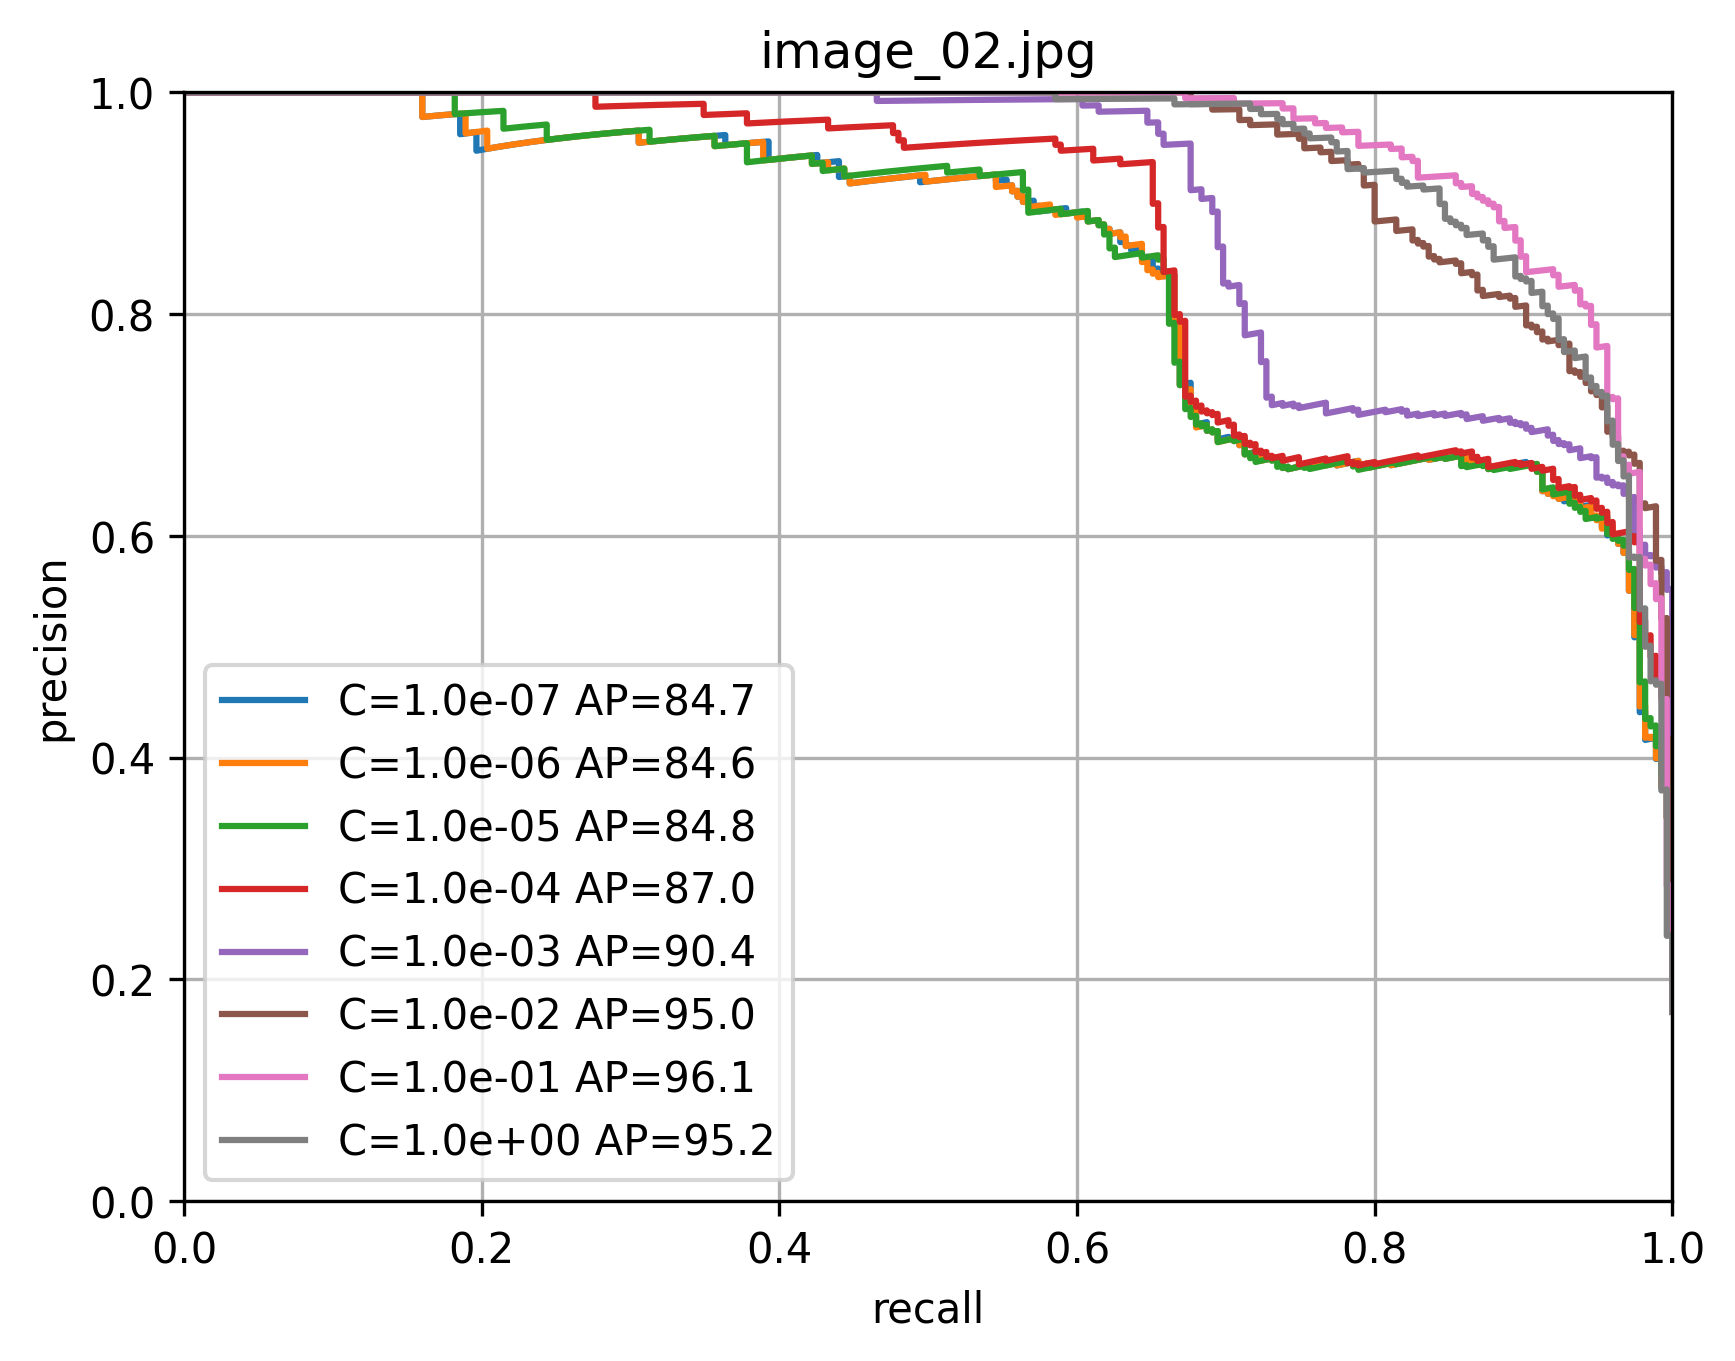 image_02.jpg
1.0
0.8
0.6
0.4
0.2
0.0
precision
C=1.0e-07 AP=84.7
C=1.0e-06 AP=84.6
C=1.0e-05 AP=84.8
C=1.0e-04 AP=87.0
C=1.0e-03 AP=90.4
C=1.0e-02 AP=95.0
C=1.0e-01 AP=96.1
C=1.0e+00 AP=95.2
0.0 0.2 0.4 0.6 0.8 1.0
recall